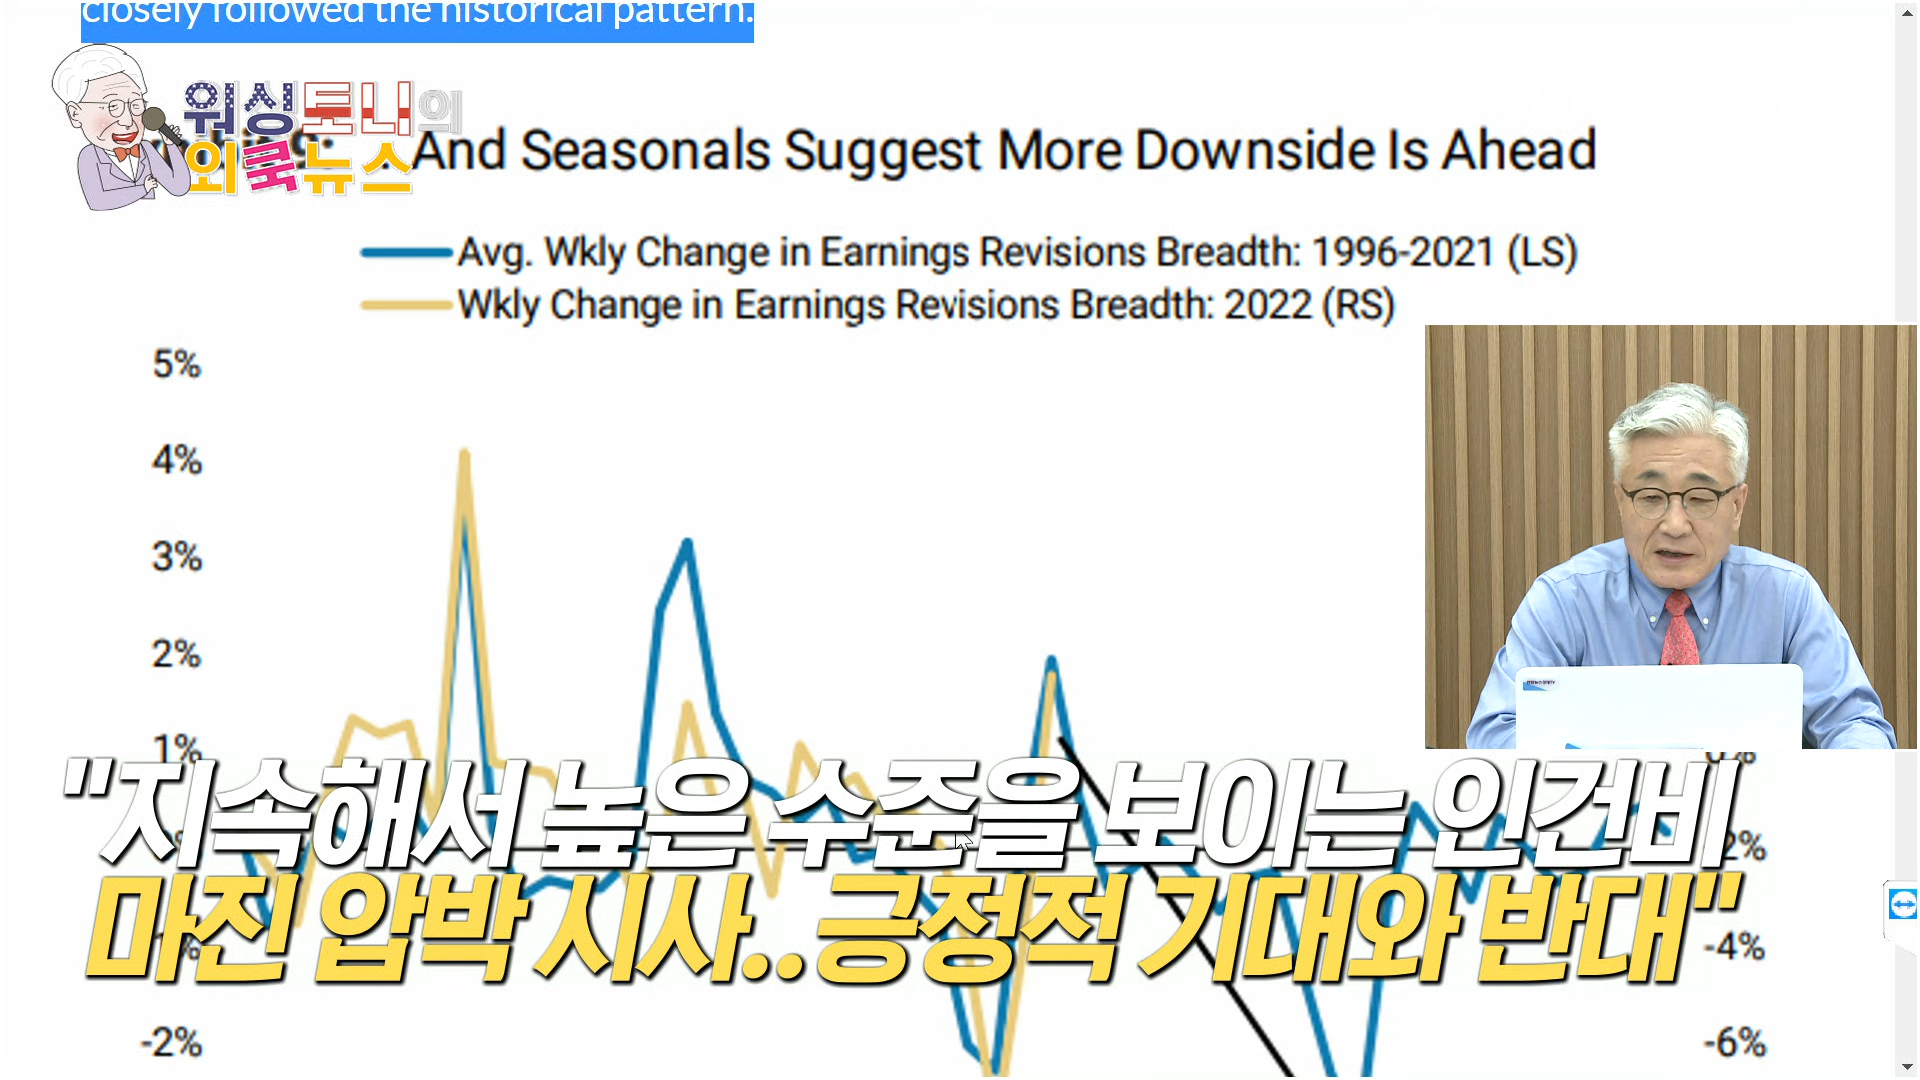 closely followed the historical pattern.
워싱토니의
외쿡뉴스
And Seasonals Suggest More Downside Is Ahead
Avg. Wkly Change in Earnings Revisions Breadth: 1996-2021 (LS)
Wkly Change in Earnings Revisions Breadth: 2022 (RS)
5%
4%
3%
2%
1%
0%
"지속해서 높은 수준을 보이는 인건비
2%
마진 압박 시사..긍정적 기대와 반대"
-4%
-2%
-6%